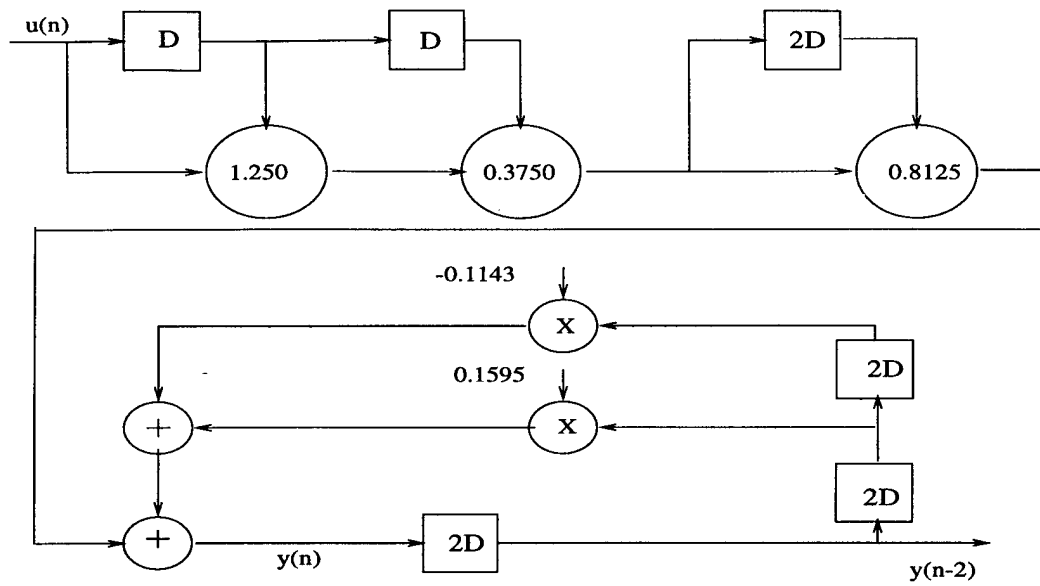 u(n)
D
D
2D
1.250
0.3750
0.8125
-0.1143
X
2D
0.1595
+
X
2D
+
y(n)
2D
y(n-2)